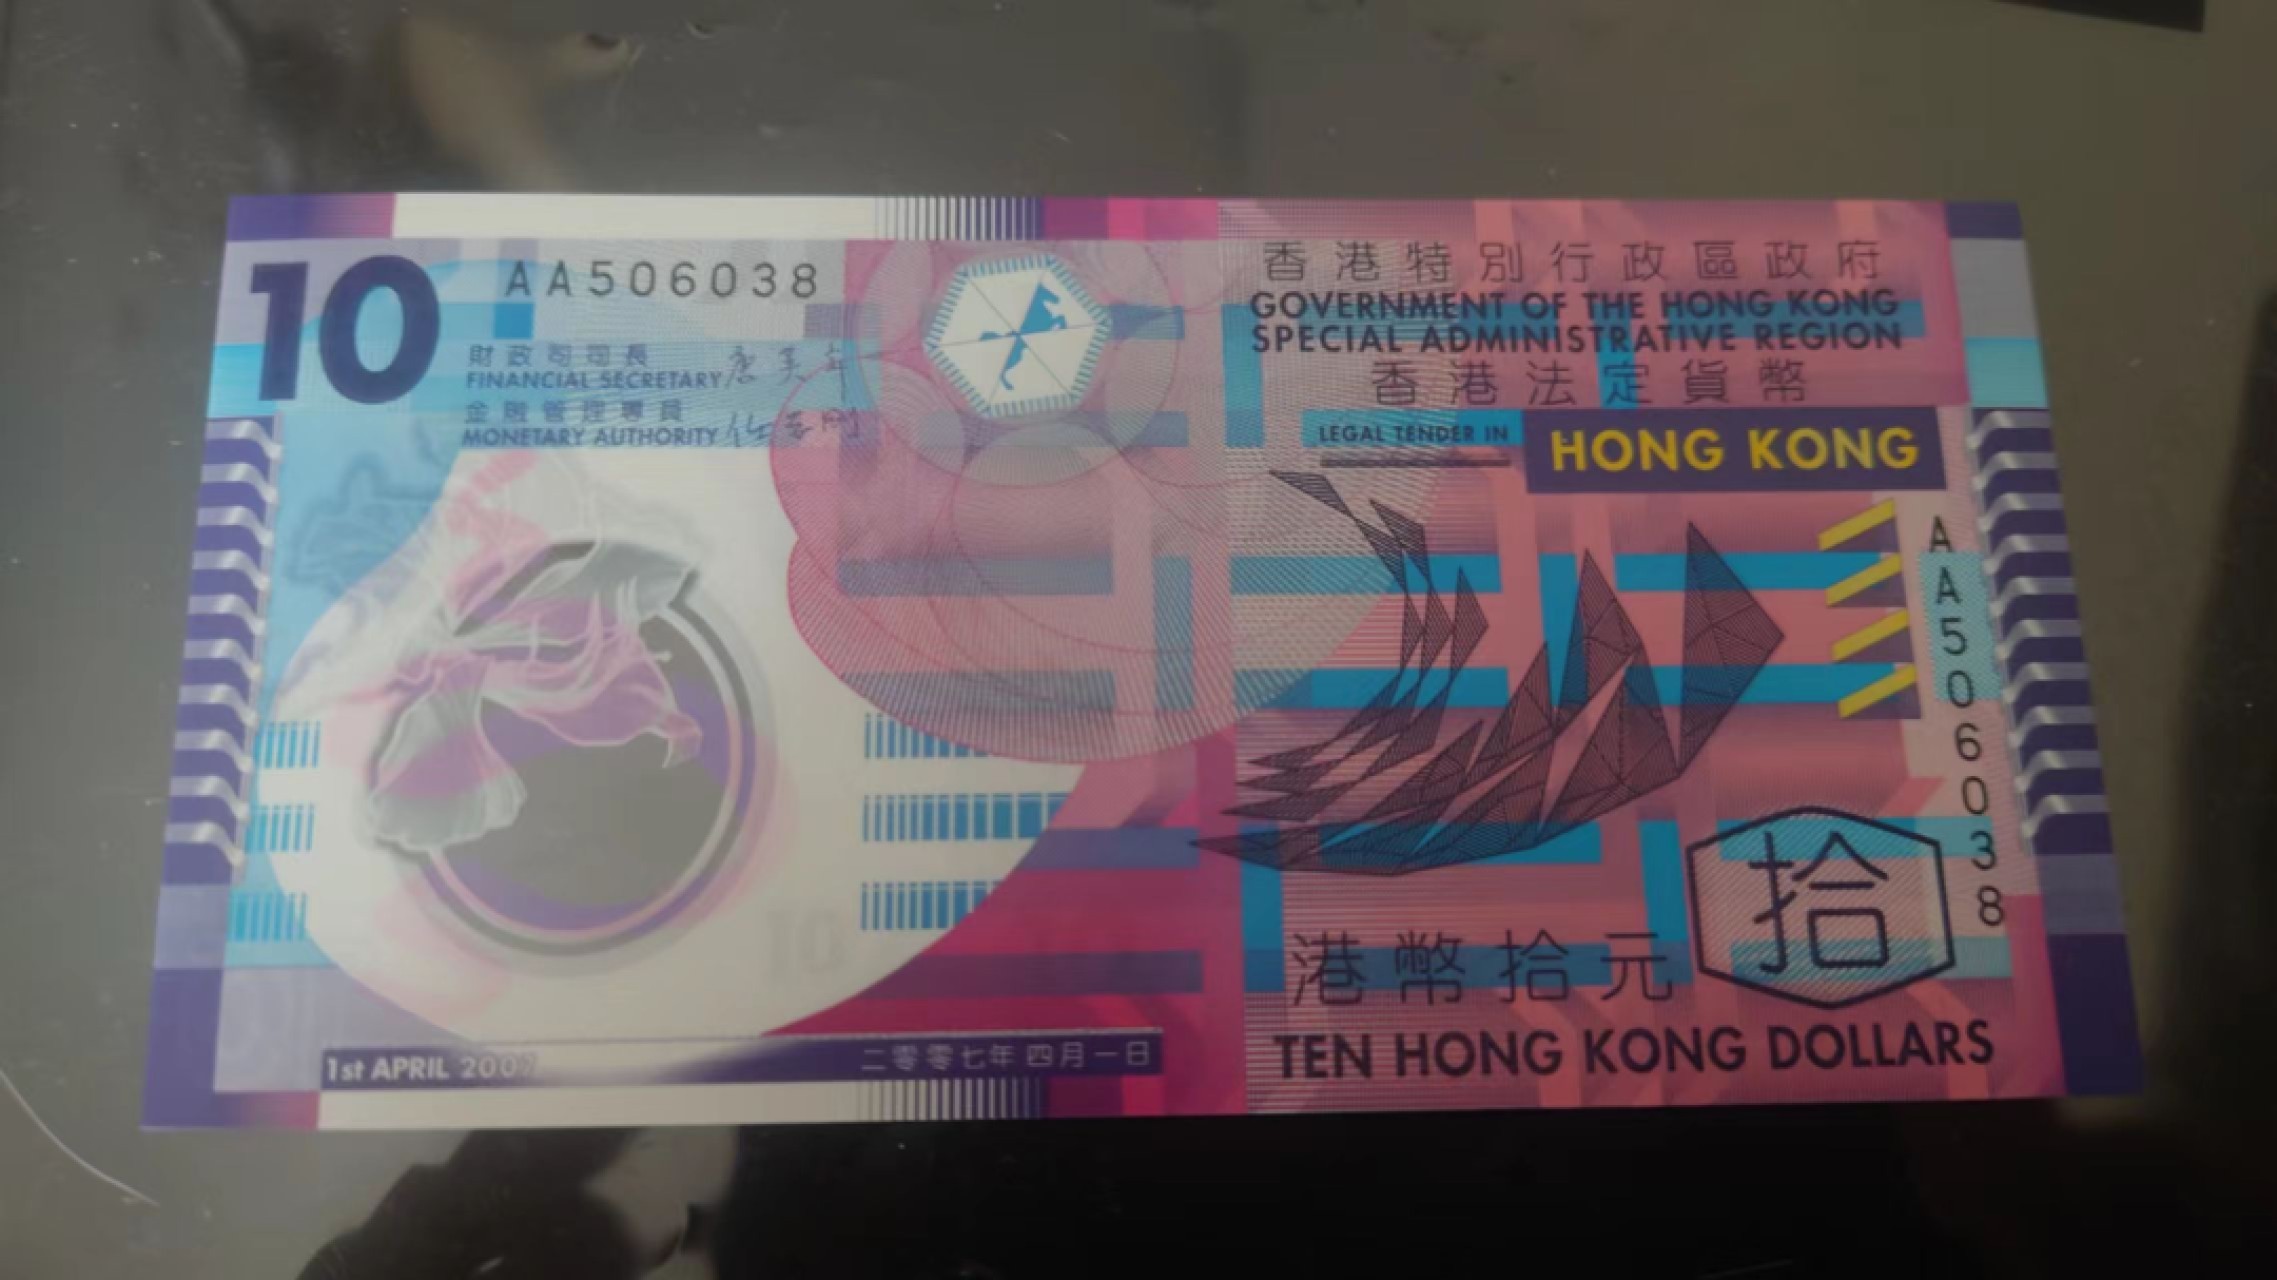 10
AA506038
財政司司長
FINANCIAL SECRETARY
金融管理專員
MONETARY AUTHORITY
香港特別行政區政府
GOVERNMENT OF THE HONG KONG
SPECIAL ADMINISTRATIVE REGION
香港法定貨幣
LEGAL TENDER IN
HONG KONG
AA506038
拾
港幣拾元
TEN HONG KONG DOLLARS
10
1st APRIL 2007
二零零七年四月一日